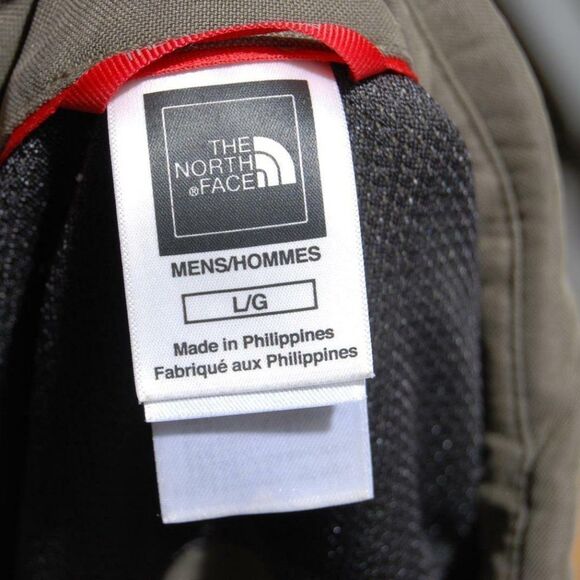 THE
NORTH
®FACE
MENS/HOMMES
L/G
Made in Philippines
Fabriqué aux Philippines